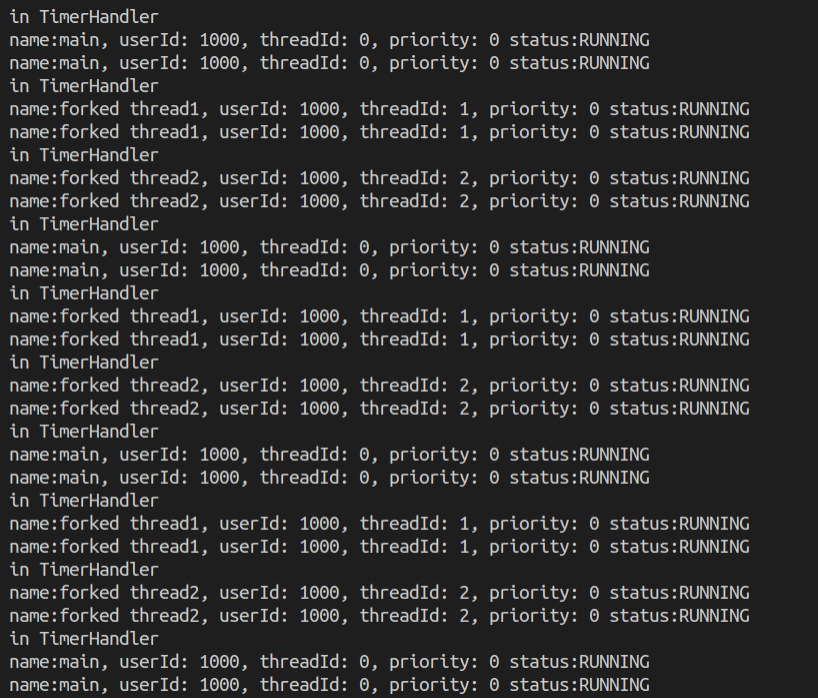 in TimerHandler
name:main, userId: 1000, threadId: 0, priority: 0 status:RUNNING
name:main, userId: 1000, threadId: 0, priority: 0 status:RUNNING
in TimerHandler
name:forked thread1, userId: 1000, threadId: 1, priority: 0 status:RUNNING
name:forked thread1, userId: 1000, threadId: 1, priority: 0 status:RUNNING
in TimerHandler
name:forked thread2, userId: 1000, threadId: 2, priority: 0 status:RUNNING
name:forked thread2, userId: 1000, threadId: 2, priority: 0 status:RUNNING
in TimerHandler
name:main, userId: 1000, threadId: 0, priority: 0 status:RUNNING
name:main, userId: 1000, threadId: 0, priority: 0 status:RUNNING
in TimerHandler
name:forked thread1, userId: 1000, threadId: 1, priority: 0 status:RUNNING
name:forked thread1, userId: 1000, threadId: 1, priority: 0 status:RUNNING
in TimerHandler
name:forked thread2, userId: 1000, threadId: 2, priority: 0 status:RUNNING
name:forked thread2, userId: 1000, threadId: 2, priority: 0 status:RUNNING
in TimerHandler
name:main, userId: 1000, threadId: 0, priority: 0 status:RUNNING
name:main, userId: 1000, threadId: 0, priority: 0 status:RUNNING
in TimerHandler
name:forked thread1, userId: 1000, threadId: 1, priority: 0 status:RUNNING
name:forked thread1, userId: 1000, threadId: 1, priority: 0 status:RUNNING
in TimerHandler
name:forked thread2, userId: 1000, threadId: 2, priority: 0 status:RUNNING
name:forked thread2, userId: 1000, threadId: 2, priority: 0 status:RUNNING
in TimerHandler
name:main, userId: 1000, threadId: 0, priority: 0 status:RUNNING
name:main, userId: 1000, threadId: 0, priority: 0 status:RUNNING